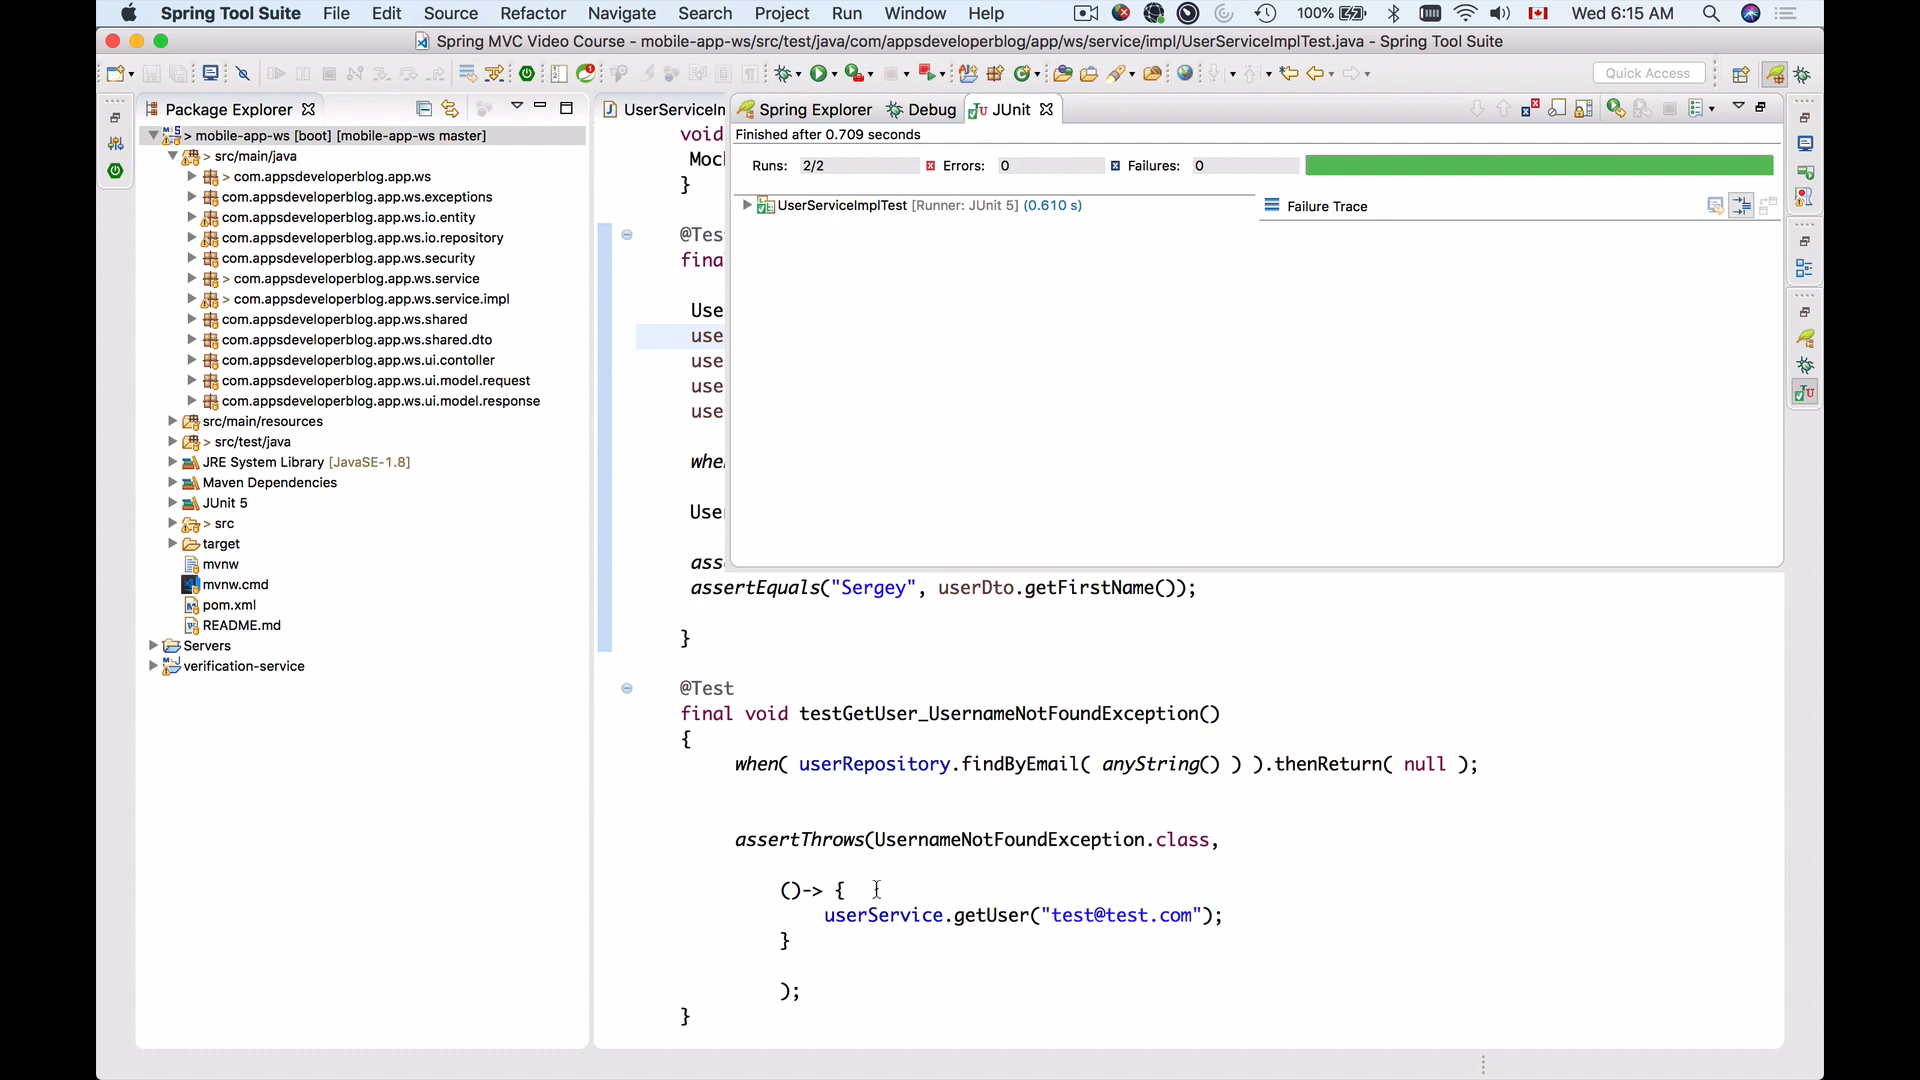 Spring Tool Suite File Edit Source Refactor Navigate Search Project Run Window Help 100% Wed 6:15 AM
Spring MVC Video Course - mobile-app-ws/src/test/java/com/appsdeveloperblog/app/ws/service/impl/UserServiceImplTest.java - Spring Tool Suite
Quick Access
Package Explorer
> mobile-app-ws [boot] [mobile-app-ws master]
> src/main/java
> com.appsdeveloperblog.app.ws
com.appsdeveloperblog.app.ws.exceptions
com.appsdeveloperblog.app.ws.io.entity
com.appsdeveloperblog.app.ws.io.repository
com.appsdeveloperblog.app.ws.security
> com.appsdeveloperblog.app.ws.service
> com.appsdeveloperblog.app.ws.service.impl
com.appsdeveloperblog.app.ws.shared
com.appsdeveloperblog.app.ws.shared.dto
com.appsdeveloperblog.app.ws.ui.contoller
com.appsdeveloperblog.app.ws.ui.model.request
com.appsdeveloperblog.app.ws.ui.model.response
src/main/resources
> src/test/java
JRE System Library [JavaSE-1.8]
Maven Dependencies
JUnit 5
> src
target
mvnw
mvnw.cmd
pom.xml
README.md
Servers
verification-service
UserServiceIm
void
Moc
}
@Tes
fina
Use
use
use
use
use
whe
Use
ass
assertEquals("Sergey", userDto.getFirstName());
}
@Test
final void testGetUser_UsernameNotFoundException()
{
when( userRepository.findByEmail( anyString() ) ).thenReturn( null );
assertThrows(UsernameNotFoundException.class,
()-> {
userService.getUser("test@test.com");
}
);
}
Spring Explorer Debug JUnit
Finished after 0.709 seconds
Runs: 2/2 Errors: 0 Failures: 0
UserServiceImplTest [Runner: JUnit 5] (0.610 s)
Failure Trace